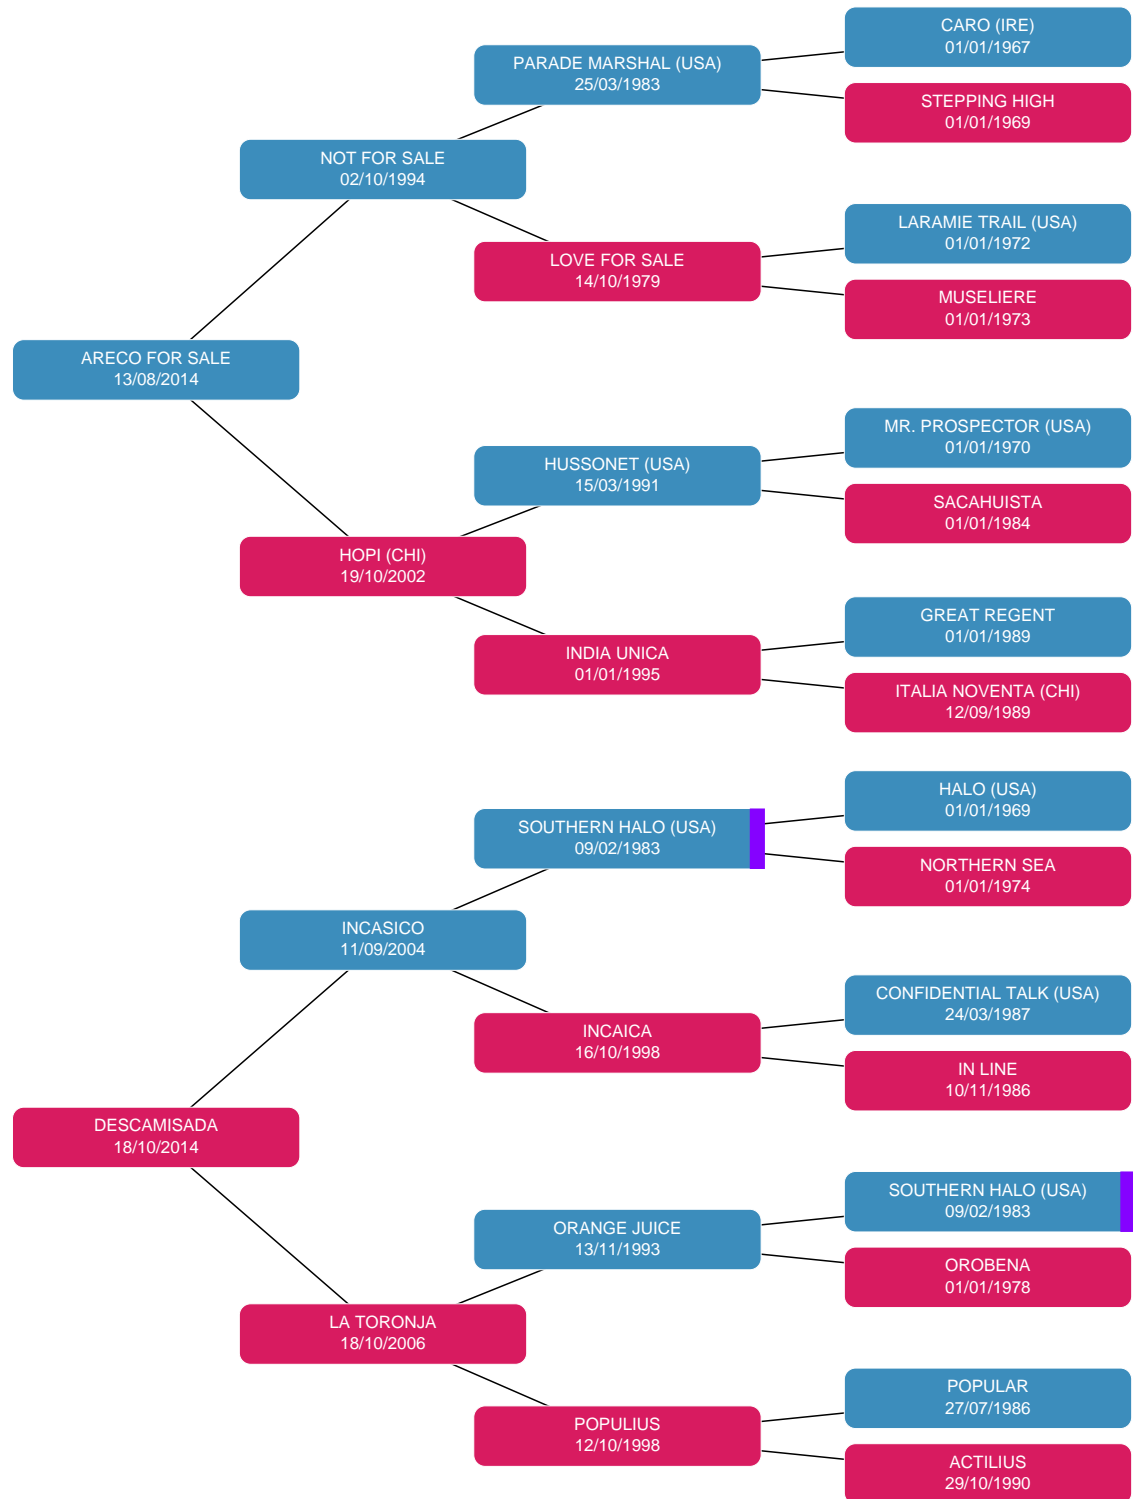 CARO (IRE)
01/01/1967
PARADE MARSHAL (USA)
25/03/1983
STEPPING HIGH
01/01/1969
NOT FOR SALE
02/10/1994
LARAMIE TRAIL (USA)
01/01/1972
LOVE FOR SALE
14/10/1979
MUSELIERE
01/01/1973
ARECO FOR SALE
13/08/2014
MR. PROSPECTOR (USA)
01/01/1970
HUSSONET (USA)
15/03/1991
SACAHUISTA
01/01/1984
HOPI (CHI)
19/10/2002
GREAT REGENT
01/01/1989
INDIA UNICA
01/01/1995
ITALIA NOVENTA (CHI)
12/09/1989
HALO (USA)
01/01/1969
SOUTHERN HALO (USA)
09/02/1983
NORTHERN SEA
01/01/1974
INCASICO
11/09/2004
CONFIDENTIAL TALK (USA)
24/03/1987
INCAICA
16/10/1998
IN LINE
10/11/1986
DESCAMISADA
18/10/2014
SOUTHERN HALO (USA)
09/02/1983
ORANGE JUICE
13/11/1993
OROBENA
01/01/1978
LA TORONJA
18/10/2006
POPULAR
27/07/1986
POPULIUS
12/10/1998
ACTILIUS
29/10/1990